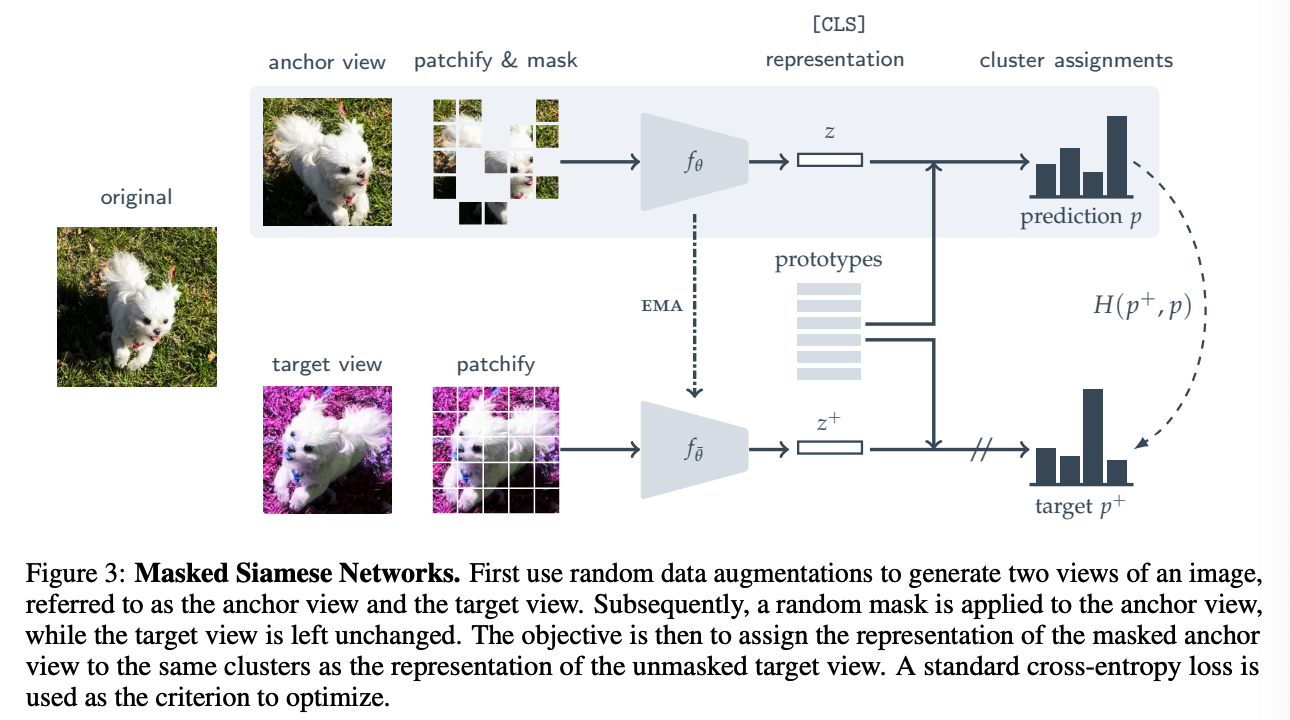 [CLS]
anchor view
patchify & mask
representation
cluster assignments
z
fθ
original
prediction p
prototypes
EMA
H(p⁺, p)
target view
patchify
z⁺
fθ̄
//
target p⁺
Figure 3: Masked Siamese Networks. First use random data augmentations to generate two views of an image,
referred to as the anchor view and the target view. Subsequently, a random mask is applied to the anchor view,
while the target view is left unchanged. The objective is then to assign the representation of the masked anchor
view to the same clusters as the representation of the unmasked target view. A standard cross-entropy loss is
used as the criterion to optimize.